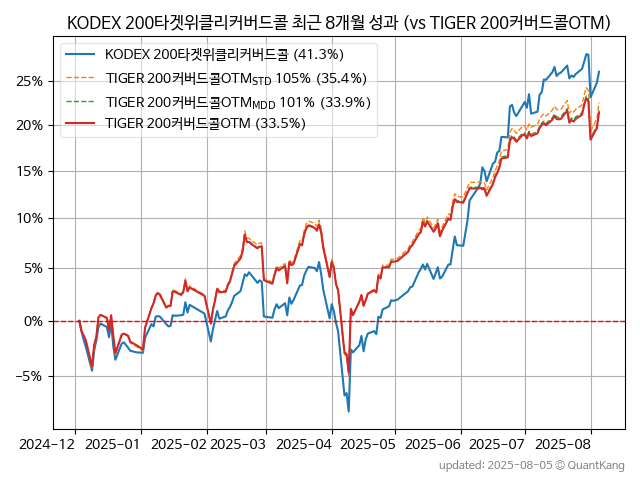 KODEX 200타겟위클리커버드콜 최근 8개월 성과 (vs TIGER 200커버드콜OTM)
KODEX 200타겟위클리커버드콜 (41.3%)
TIGER 200커버드콜OTM_STD 105% (35.4%)
TIGER 200커버드콜OTM_MDD 101% (33.9%)
TIGER 200커버드콜OTM (33.5%)
25%
20%
15%
10%
5%
0%
−5%
2024-12 2025-01 2025-02 2025-03 2025-04 2025-05 2025-06 2025-07 2025-08
updated: 2025-08-05 © QuantKang